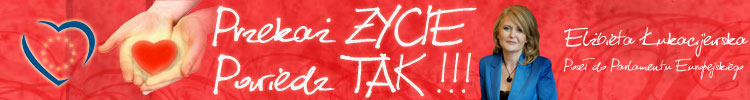 Przekaż ŻYCIE
Powiedz TAK !!!
Elżbieta Łukacijewska
Poseł do Parlamentu Europejskiego